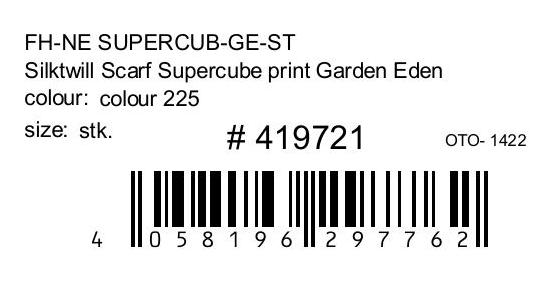 FH-NE SUPERCUB-GE-ST
Silktwill Scarf Supercube print Garden Eden
colour: colour 225
size: stk.
# 419721
OTO- 1422
4 058196 297762